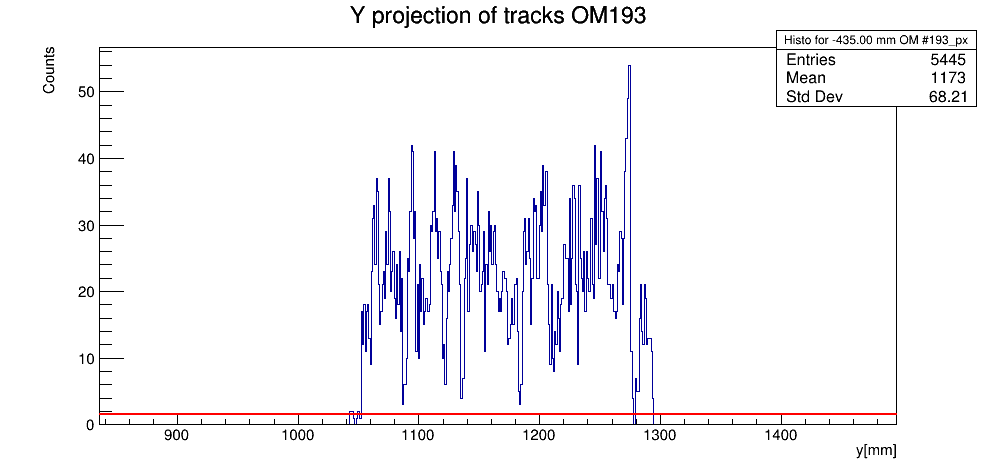 Y projection of tracks OM193
Histo for -435.00 mm OM #193_px
Entries 5445
Mean 1173
Std Dev 68.21
Counts
50
40
30
20
10
0
900 1000 1100 1200 1300 1400
y[mm]